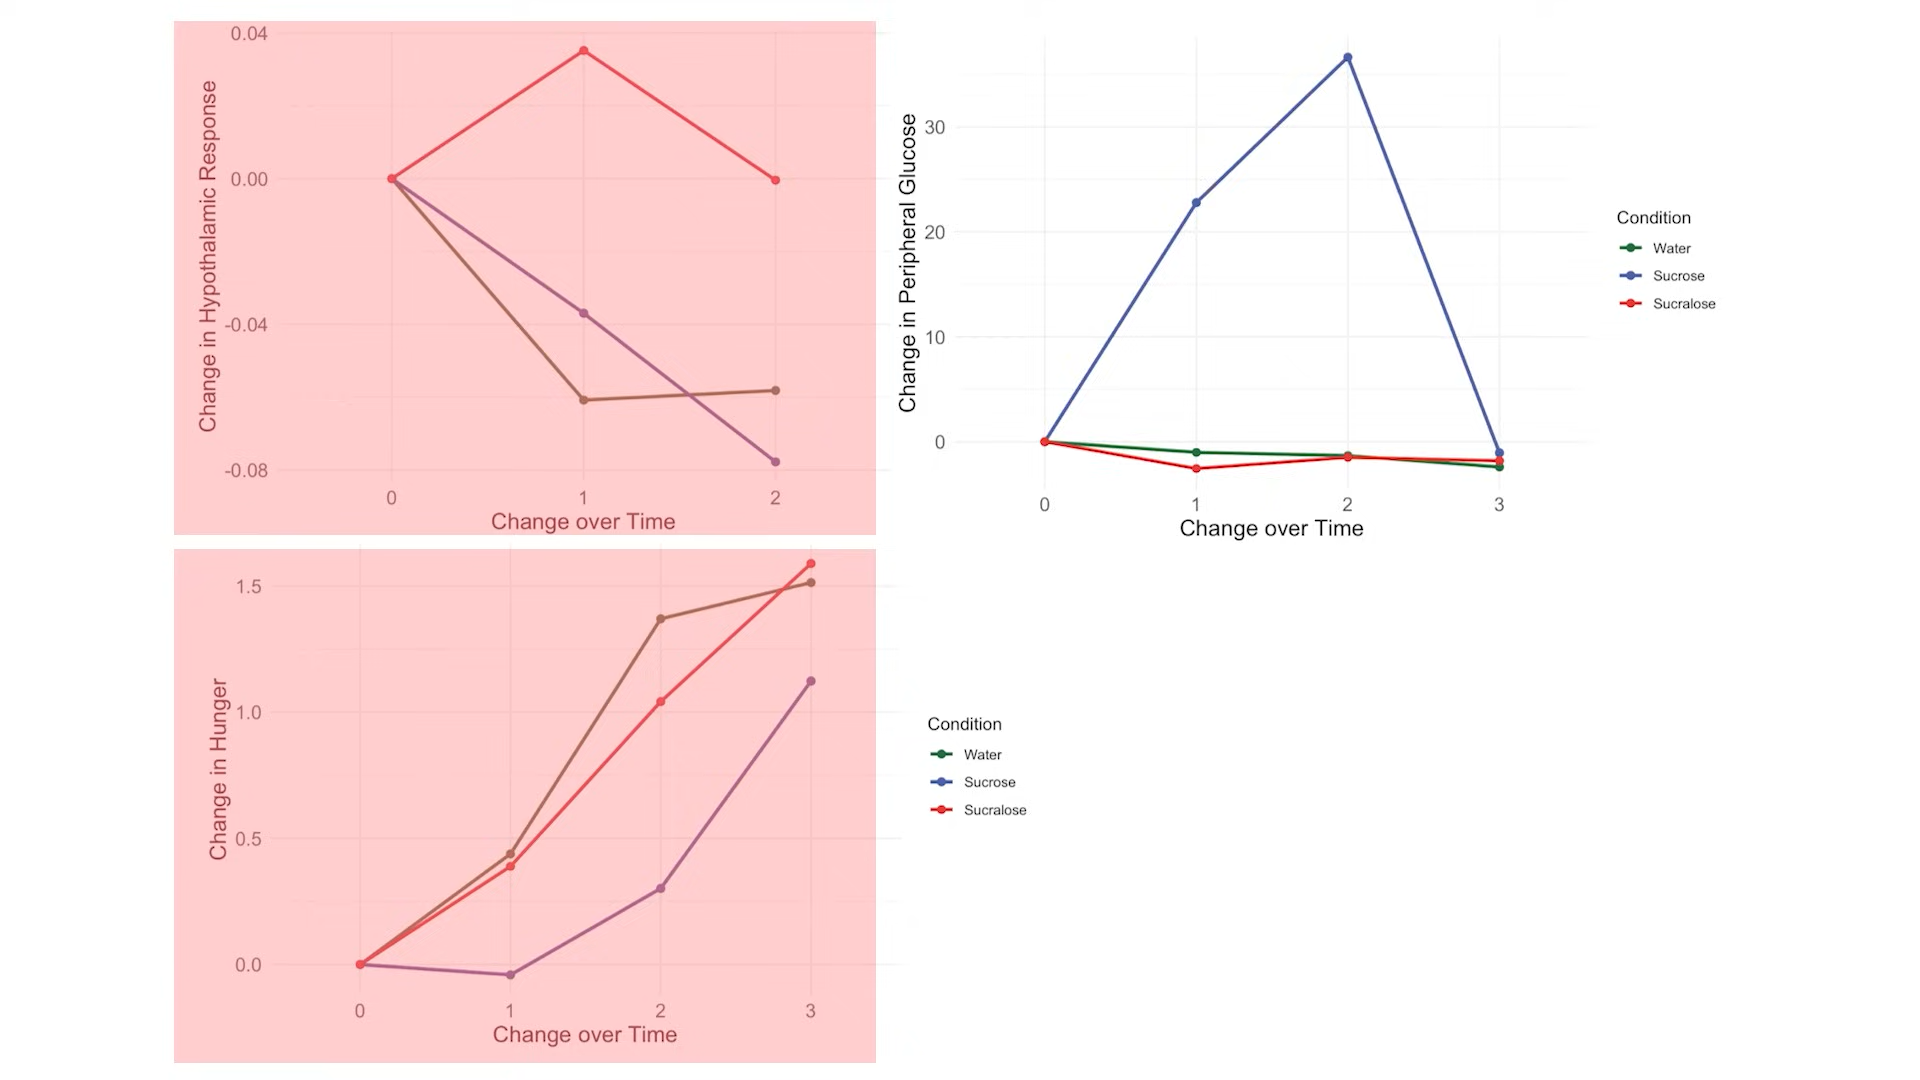 0.04
0.00
-0.04
-0.08
Change in Hypothalamic Response
0 1 2
Change over Time
30
20
10
0
Change in Peripheral Glucose
0 1 2 3
Change over Time
Condition
Water
Sucrose
Sucralose
1.5
1.0
0.5
0.0
Change in Hunger
0 1 2 3
Change over Time
Condition
Water
Sucrose
Sucralose